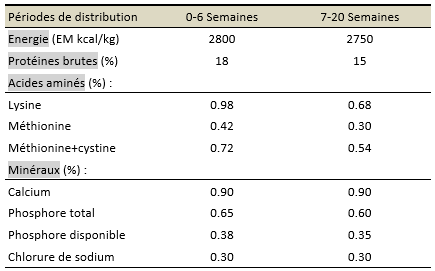 Périodes de distribution 0-6 Semaines 7-20 Semaines
Energie (EM kcal/kg) 2800 2750
Protéines brutes (%) 18 15
Acides aminés (%) :
Lysine 0.98 0.68
Méthionine 0.42 0.30
Méthionine+cystine 0.72 0.54
Minéraux (%) :
Calcium 0.90 0.90
Phosphore total 0.65 0.60
Phosphore disponible 0.38 0.35
Chlorure de sodium 0.30 0.30